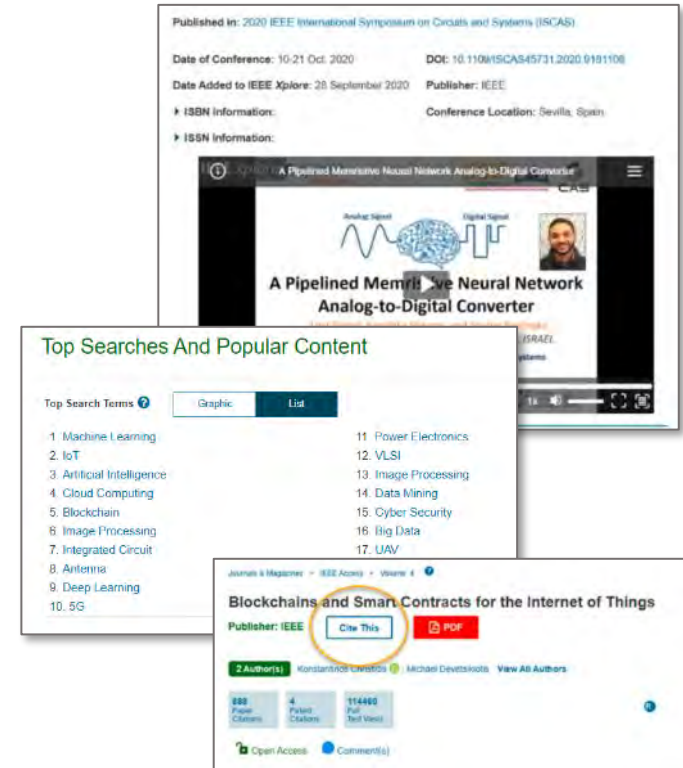 Published in: 2020 IEEE International Symposium on Circuits and Systems (ISCAS)
Date of Conference: 10-21 Oct. 2020
DOI: 10.1109/ISCAS45731.2020.9181108
Date Added to IEEE Xplore: 28 September 2020
Publisher: IEEE
ISBN Information:
Conference Location: Sevilla, Spain
ISSN Information:
A Pipelined Memristive Neural Network Analog-to-Digital Converter
CAS
Analog Signal
Digital Signal
A Pipelined Memristive Neural Network
Analog-to-Digital Converter
ISRAEL
1x
Top Searches And Popular Content
Top Search Terms
Graphic
List
1 Machine Learning
2. IoT
3. Artificial Intelligence
4. Cloud Computing
5. Blockchain
6. Image Processing
7. Integrated Circuit
8. Antenna
9. Deep Learning
10. 5G
11 Power Electronics
12. VLSI
13. Image Processing
14. Data Mining
15. Cyber Security
16. Big Data
17. UAV
Journals & Magazines > IEEE Access > Volume: 4
Blockchains and Smart Contracts for the Internet of Things
Publisher: IEEE
Cite This
PDF
2 Author(s)
Konstantinos Christidis
Michael Devetsikiotis
View All Authors
4
114460
Paper
Citations
Patent
Citations
Full
Text Views
Open Access
Comment(s)